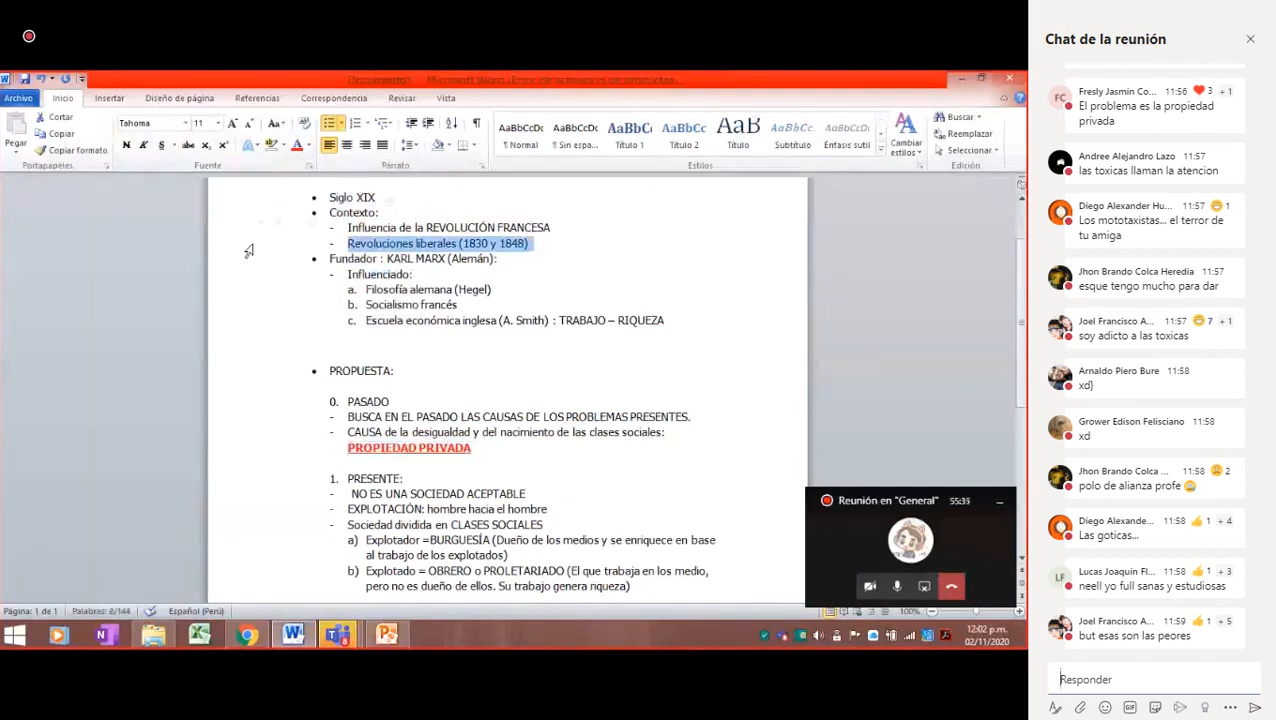 Chat de la reunión
Archivo Inicio Insertar Diseño de página Referencias Correspondencia Revisar Vista
Pegar
Cortar
Copiar
Copiar formato
Portapapeles
Tahoma 11
Fuente
Párrafo
AaBbCcDc AaBbCcDc AaBbC AaBbCc AaB AaBbCc AaBbCcDc
¶ Normal ¶ Sin espa... Título 1 Título 2 Título Subtítulo Énfasis sutil
Estilos
Cambiar
estilos
Buscar
Reemplazar
Seleccionar
Edición
• Siglo XIX
• Contexto:
- Influencia de la REVOLUCIÓN FRANCESA
- Revoluciones liberales (1830 y 1848)
• Fundador : KARL MARX (Alemán):
- Influenciado:
a. Filosofía alemana (Hegel)
b. Socialismo francés
c. Escuela económica inglesa (A. Smith) : TRABAJO – RIQUEZA
• PROPUESTA:
0. PASADO
- BUSCA EN EL PASADO LAS CAUSAS DE LOS PROBLEMAS PRESENTES.
- CAUSA de la desigualdad y del nacimiento de las clases sociales:
PROPIEDAD PRIVADA
1. PRESENTE:
- NO ES UNA SOCIEDAD ACEPTABLE
- EXPLOTACIÓN: hombre hacia el hombre
- Sociedad dividida en CLASES SOCIALES
a) Explotador =BURGUESÍA (Dueño de los medios y se enriquece en base
al trabajo de los explotados)
b) Explotado = OBRERO o PROLETARIADO (El que trabaja en los medio,
pero no es dueño de ellos. Su trabajo genera riqueza)
Reunión en "General" 55:35
Página: 1 de 1 Palabras: 8/144 Español (Perú) 100%
12:02 p.m.
02/11/2020
FC Fresly Jasmin Co... 11:56 3 +1
El problema es la propiedad
privada
Andree Alejandro Lazo 11:57
las toxicas llaman la atencion
Diego Alexander Hu... 11:57 1
Los mototaxistas... el terror de
tu amiga
Jhon Brando Colca Heredia 11:57
esque tengo mucho para dar
Joel Francisco A... 11:57 7 +1
soy adicto a las toxicas
Arnaldo Piero Bure 11:58
xd}
Grower Edison Felisciano 11:58
xd
Jhon Brando Colca ... 11:58 2
polo de alianza profe
Diego Alexande... 11:58 1 +4
Las goticas...
LF Lucas Joaquin Fl... 11:58 1 +3
neell yo full sanas y estudiosas
Joel Francisco A... 11:59 1 +5
but esas son las peores
Responder